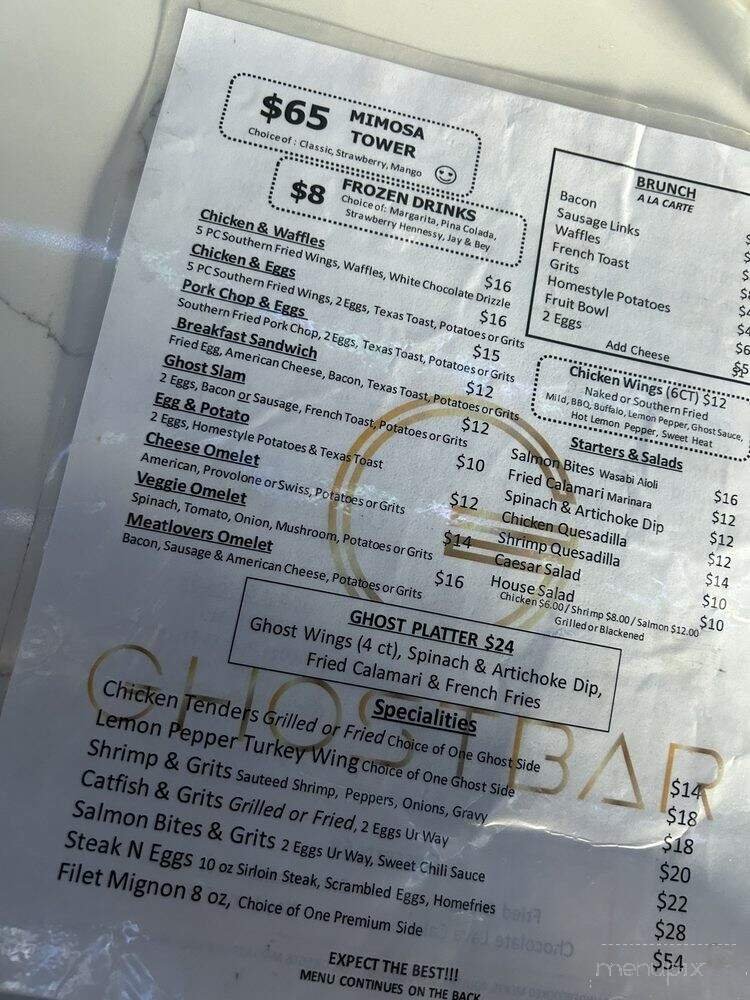 $65 MIMOSA
TOWER
Choice of : Classic, Strawberry, Mango
$8 FROZEN DRINKS
Choice of: Margarita, Pina Colada,
Strawberry Hennessy, Jay & Bey
Chicken & Waffles
5 PC Southern Fried Wings, Waffles, White Chocolate Drizzle
$16
Chicken & Eggs
5 PC Southern Fried Wings, 2 Eggs, Texas Toast, Potatoes or Grits
$16
Pork Chop & Eggs
Southern Fried Pork Chop, 2 Eggs, Texas Toast, Potatoes or Grits
$15
Breakfast Sandwich
Fried Egg, American Cheese, Bacon, Texas Toast, Potatoes or Grits
$12
Ghost Slam
2 Eggs, Bacon or Sausage, French Toast, Potatoes or Grits
$12
Egg & Potato
2 Eggs, Homestyle Potatoes & Texas Toast
$10
Cheese Omelet
American, Provolone or Swiss, Potatoes or Grits
$12
Veggie Omelet
Spinach, Tomato, Onion, Mushroom, Potatoes or Grits
$14
Meatlovers Omelet
Bacon, Sausage & American Cheese, Potatoes or Grits
$16
BRUNCH
A LA CARTE
Bacon
Sausage Links
Waffles
French Toast
Grits
Homestyle Potatoes
Fruit Bowl $6
2 Eggs $5
Add Cheese
Chicken Wings (6CT) $12
Naked or Southern Fried
Mild, BBQ, Buffalo, Lemon Pepper, Ghost Sauce,
Hot Lemon Pepper, Sweet Heat
Starters & Salads
Salmon Bites Wasabi Aioli $16
Fried Calamari Marinara $12
Spinach & Artichoke Dip $12
Chicken Quesadilla $12
Shrimp Quesadilla $14
Caesar Salad $10
House Salad $10
Chicken $6.00 / Shrimp $8.00 / Salmon $12.00
Grilled or Blackened
GHOST PLATTER $24
Ghost Wings (4 ct), Spinach & Artichoke Dip,
Fried Calamari & French Fries
GHOSTBAR
Specialities
Chicken Tenders Grilled or Fried Choice of One Ghost Side $14
Lemon Pepper Turkey Wing Choice of One Ghost Side $18
Shrimp & Grits Sauteed Shrimp, Peppers, Onions, Gravy $18
Catfish & Grits Grilled or Fried, 2 Eggs Ur Way $20
Salmon Bites & Grits 2 Eggs Ur Way, Sweet Chili Sauce $22
Steak N Eggs 10 oz Sirloin Steak, Scrambled Eggs, Homefries $28
Filet Mignon 8 oz, Choice of One Premium Side $54
EXPECT THE BEST!!!
MENU CONTINUES ON THE BACK
menupix